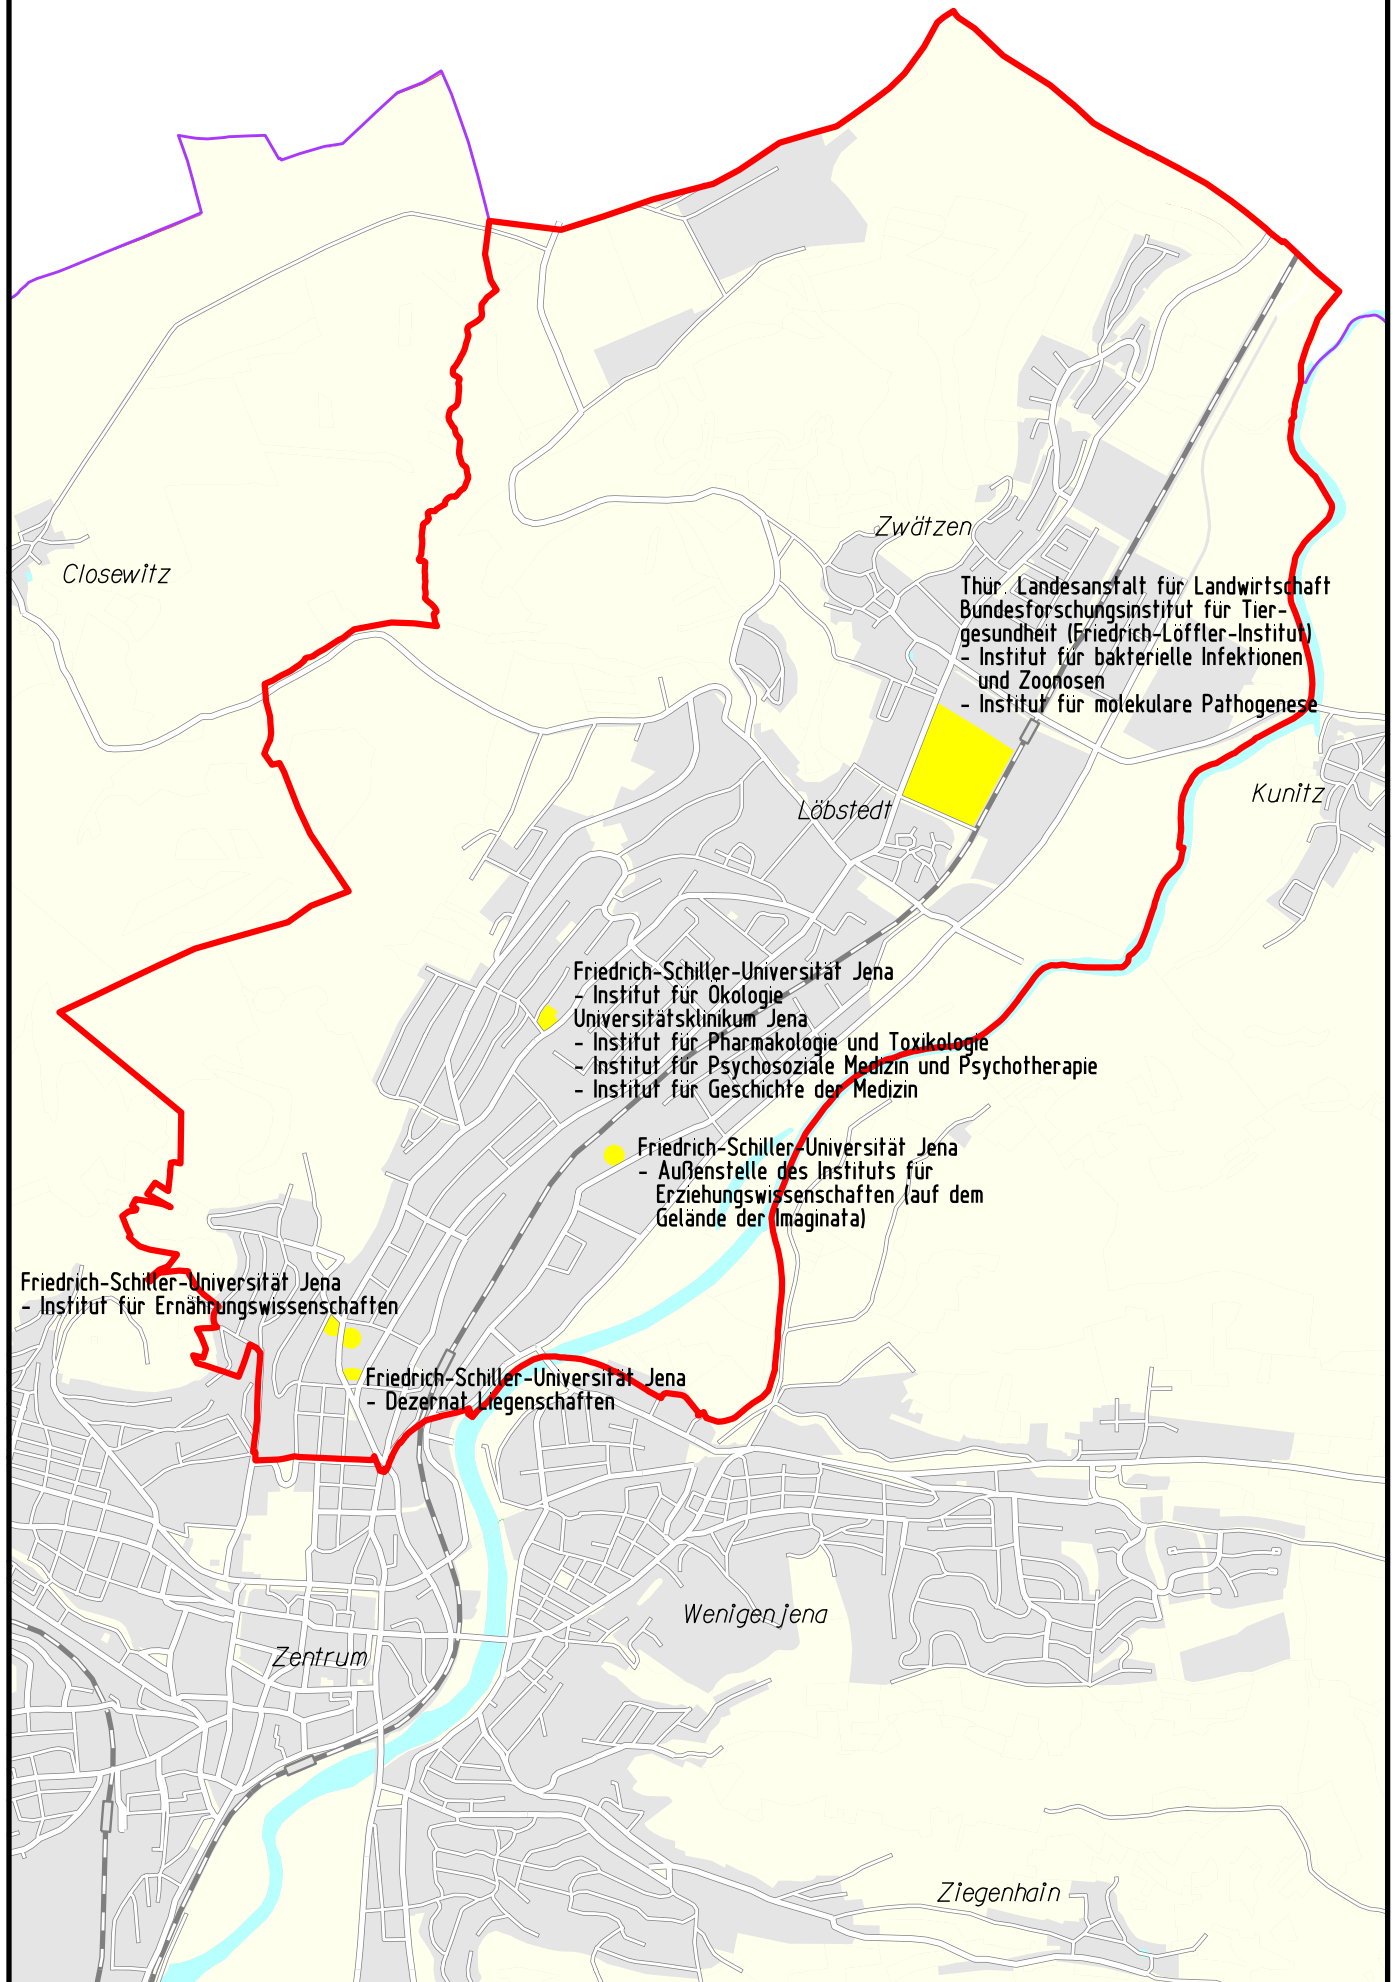 Zwätzen
Closewitz
Thür. Landesanstalt für Landwirtschaft
Bundesforschungsinstitut für Tier-
gesundheit (Friedrich-Löffler-Institut)
- Institut für bakterielle Infektionen
und Zoonosen
- Institut für molekulare Pathogenese
Kunitz
Löbstedt
Friedrich-Schiller-Universität Jena
- Institut für Ökologie
Universitätsklinikum Jena
- Institut für Pharmakologie und Toxikologie
- Institut für Psychosoziale Medizin und Psychotherapie
- Institut für Geschichte der Medizin
Friedrich-Schiller-Universität Jena
- Außenstelle des Instituts für
Erziehungswissenschaften (auf dem
Gelände der Imaginata)
Friedrich-Schiller-Universität Jena
- Institut für Ernährungswissenschaften
Friedrich-Schiller-Universität Jena
- Dezernat Liegenschaften
Wenigenjena
Zentrum
Ziegenhain